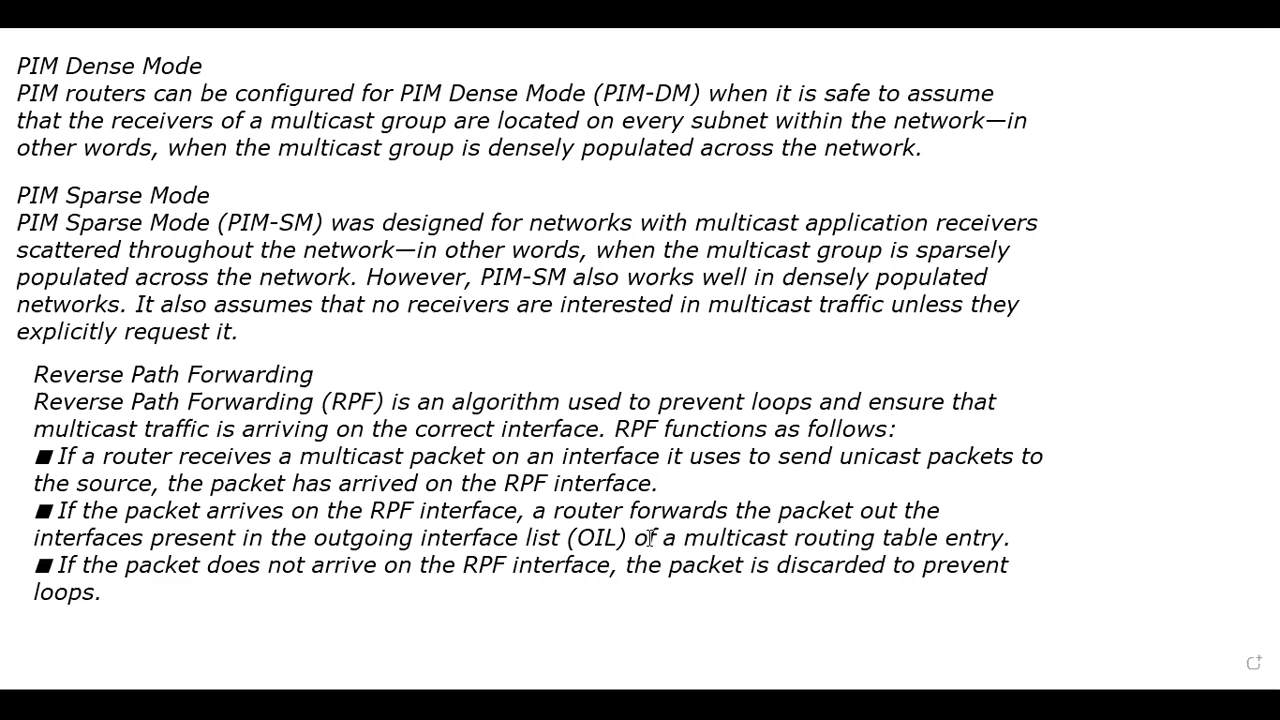 PIM Dense Mode
PIM routers can be configured for PIM Dense Mode (PIM-DM) when it is safe to assume
that the receivers of a multicast group are located on every subnet within the network—in
other words, when the multicast group is densely populated across the network.
PIM Sparse Mode
PIM Sparse Mode (PIM-SM) was designed for networks with multicast application receivers
scattered throughout the network—in other words, when the multicast group is sparsely
populated across the network. However, PIM-SM also works well in densely populated
networks. It also assumes that no receivers are interested in multicast traffic unless they
explicitly request it.
Reverse Path Forwarding
Reverse Path Forwarding (RPF) is an algorithm used to prevent loops and ensure that
multicast traffic is arriving on the correct interface. RPF functions as follows:
■ If a router receives a multicast packet on an interface it uses to send unicast packets to
the source, the packet has arrived on the RPF interface.
■ If the packet arrives on the RPF interface, a router forwards the packet out the
interfaces present in the outgoing interface list (OIL) of a multicast routing table entry.
■ If the packet does not arrive on the RPF interface, the packet is discarded to prevent
loops.